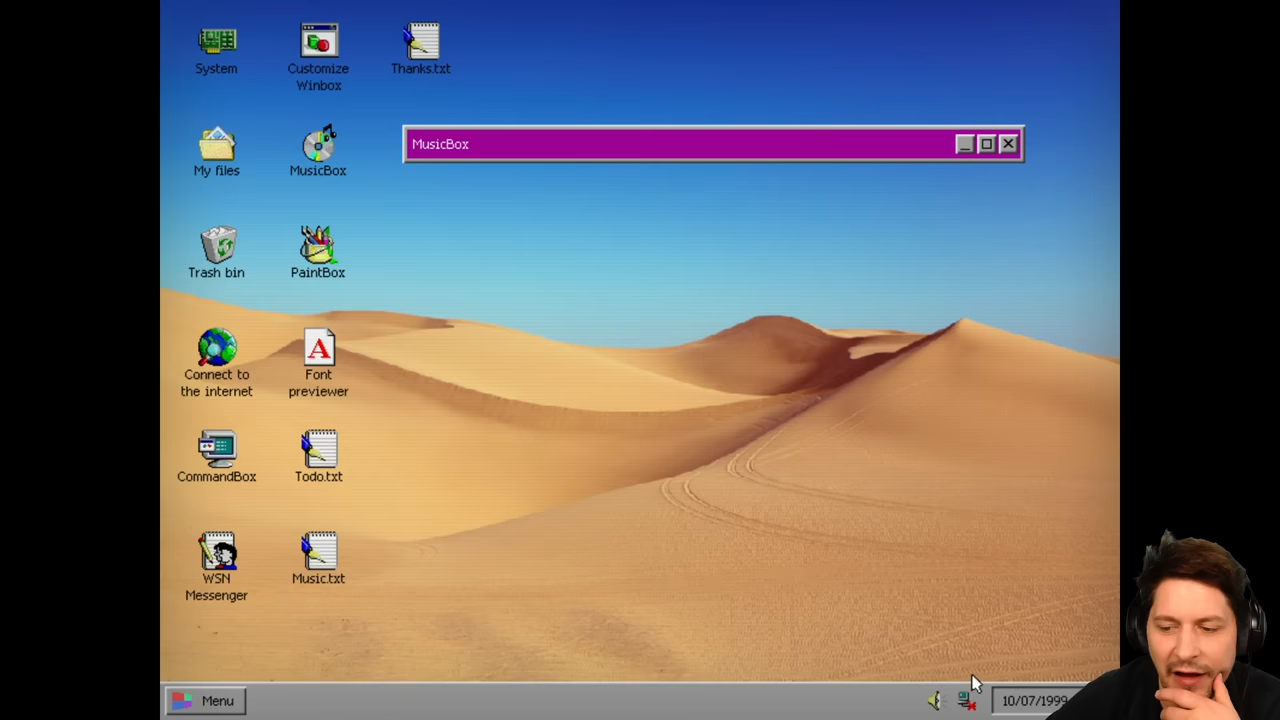 System
Customize
Winbox
Thanks.txt
MusicBox
My files
MusicBox
Trash bin
PaintBox
A
Connect to
the internet
Font
previewer
CommandBox
Todo.txt
WSN
Messenger
Music.txt
Menu
10/07/1999